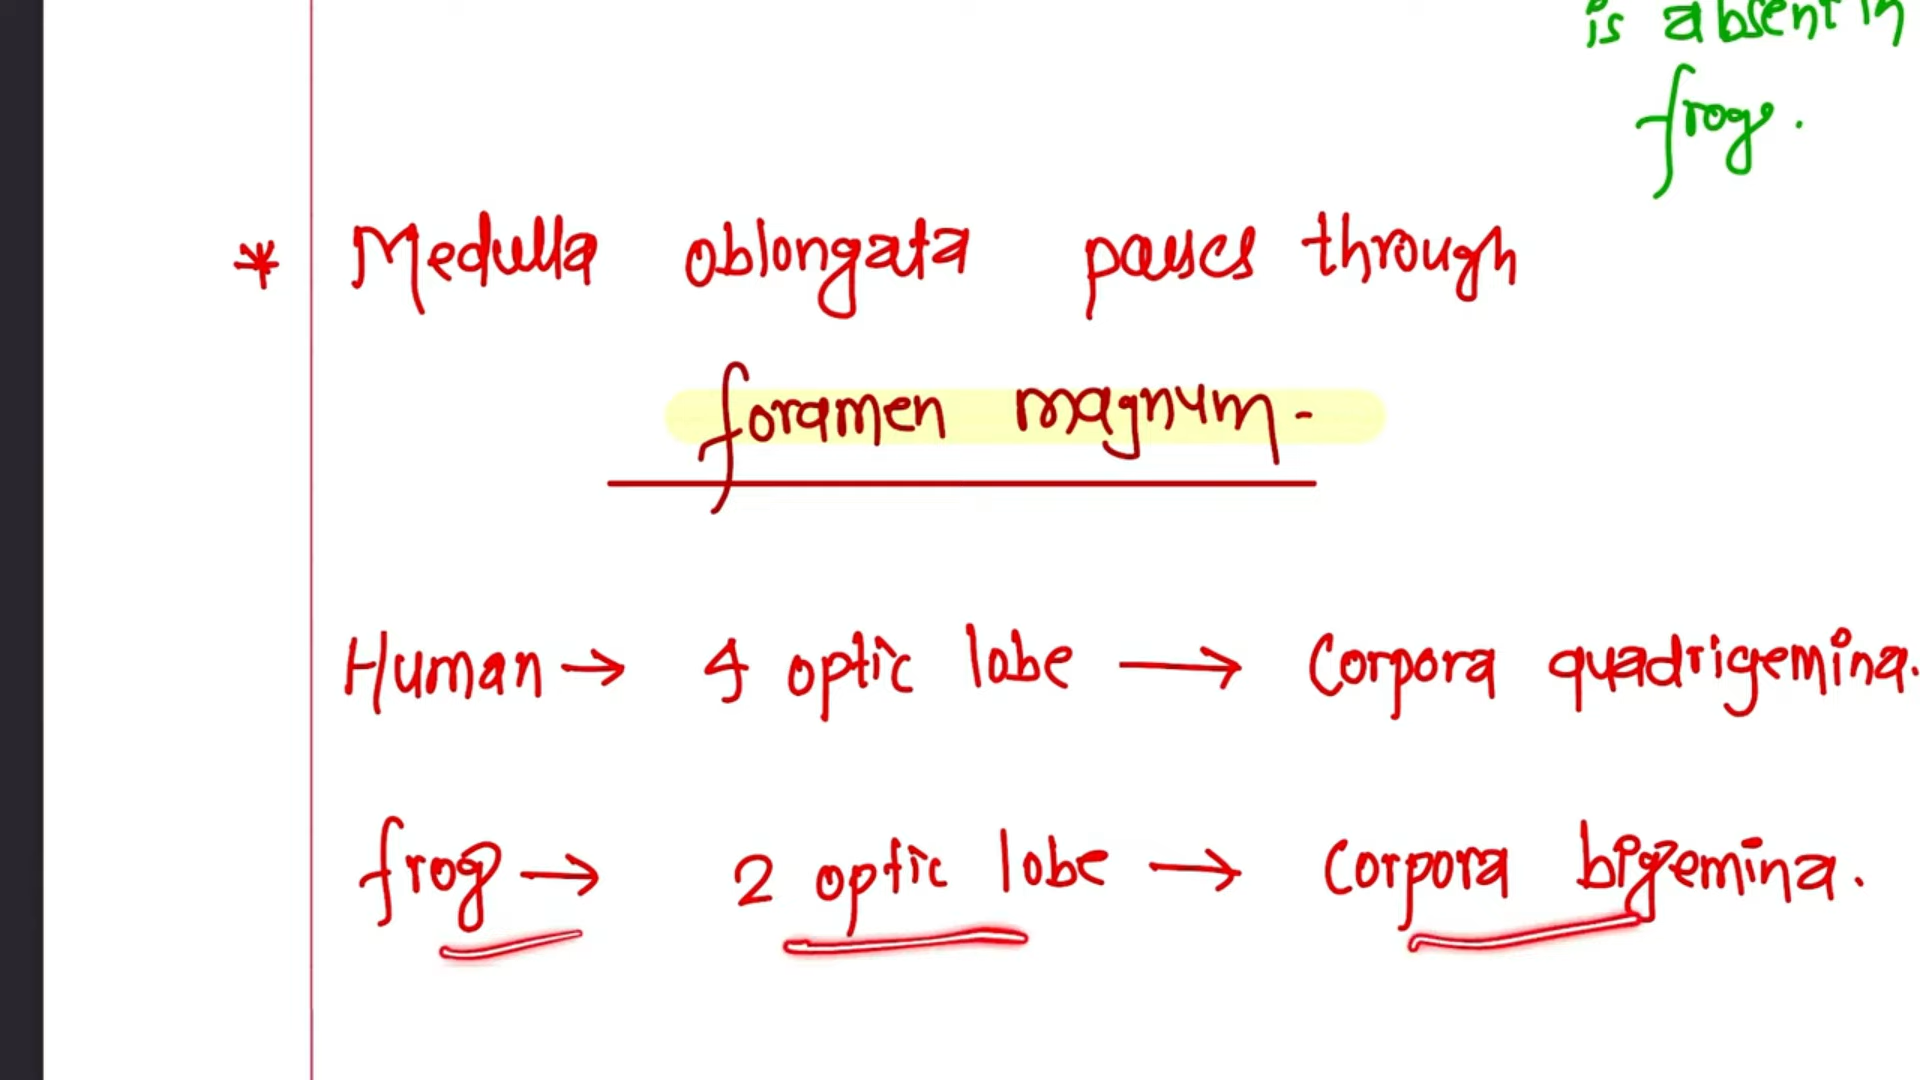 is absent in
frog.
* Medulla oblongata passes through
foramen magnum.
Human → 4 optic lobe → Corpora quadrigemina.
frog → 2 optic lobe → Corpora bigemina.